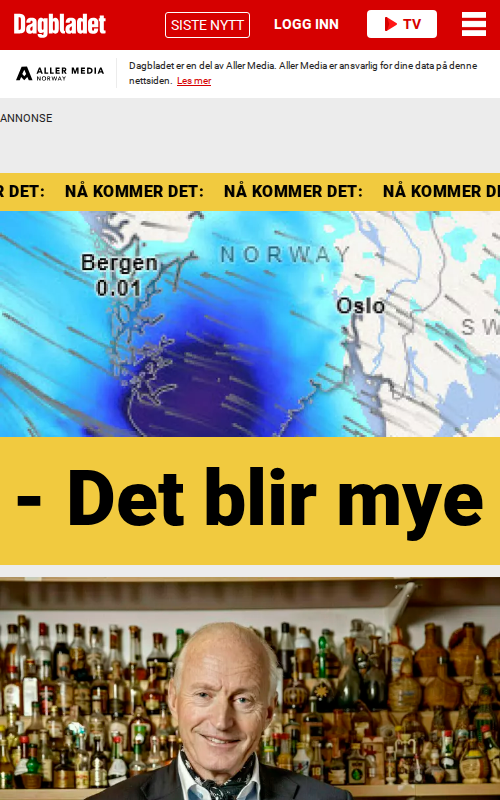 Dagbladet
SISTE NYTT
LOGG INN
TV
ALLER MEDIA
NORWAY
Dagbladet er en del av Aller Media. Aller Media er ansvarlig for dine data på denne
nettsiden. Les mer
ANNONSE
R DET: NÅ KOMMER DET: NÅ KOMMER DET: NÅ KOMMER DE
NORWAY
Bergen
0.01
Oslo
SW
- Det blir mye